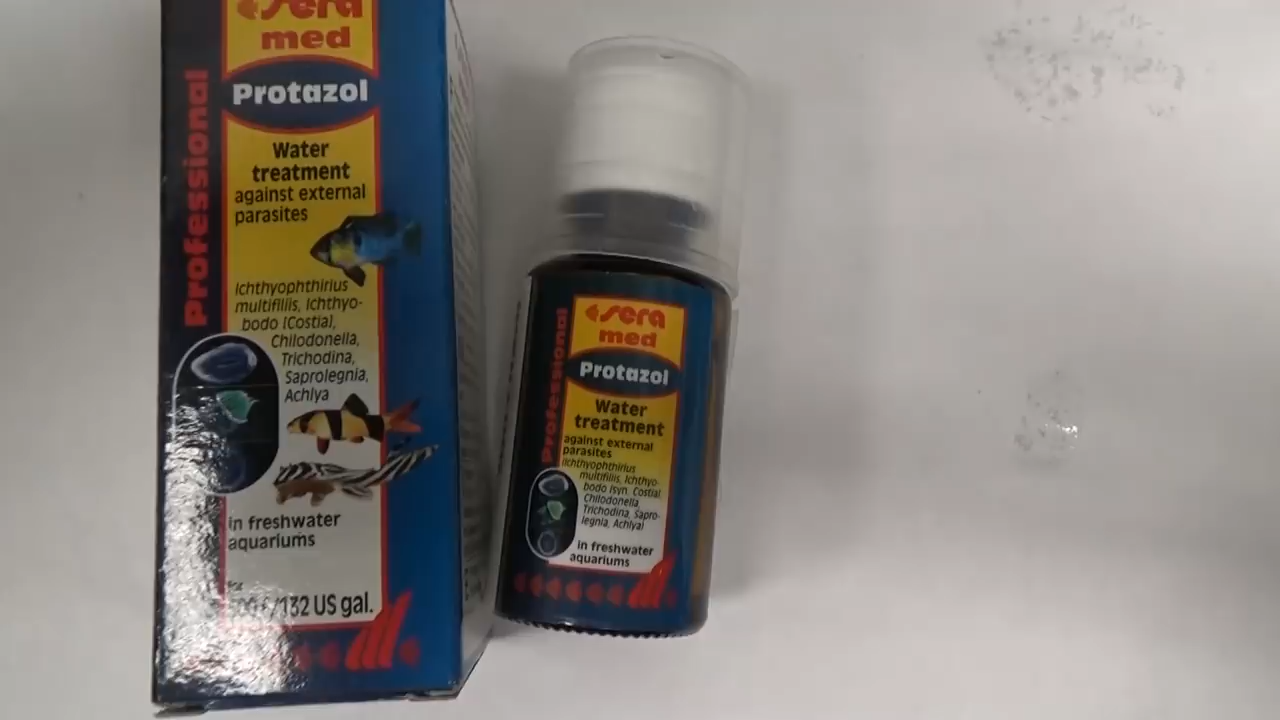 sera
med
Protazol
Professional
Water
treatment
against external
parasites
Ichthyophthirius
multifiliis, Ichthyo-
bodo (Costia),
Chilodonella,
Trichodina,
Saprolegnia,
Achlya
in freshwater
aquariums
for
132 US gal.
sera
med
Protazol
Professional
Water
treatment
against external
parasites
(Ichthyophthirius
multifiliis, Ichthyo-
bodo (syn. Costia),
Chilodonella,
Trichodina, Sapro-
legnia, Achlya)
in freshwater
aquariums